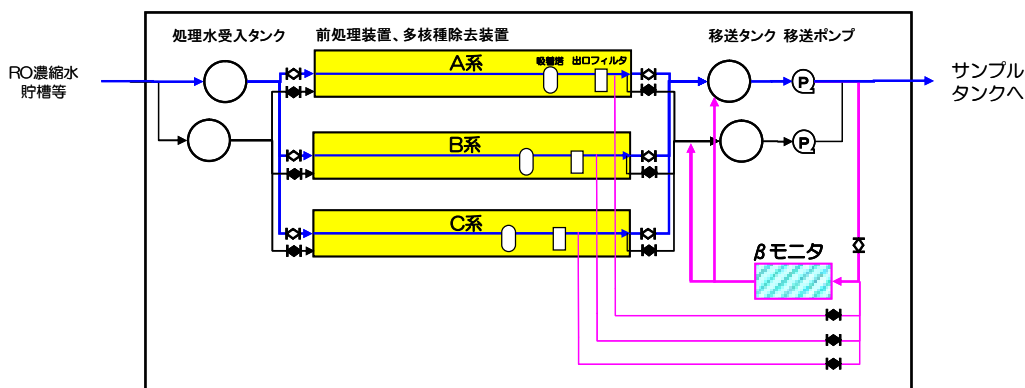 処理水受入タンク
前処理装置、多核種除去装置
移送タンク 移送ポンプ
RO濃縮水
貯槽等
A系
吸着塔 出口フィルタ
P
サンプル
タンクへ
B系
P
C系
βモニタ